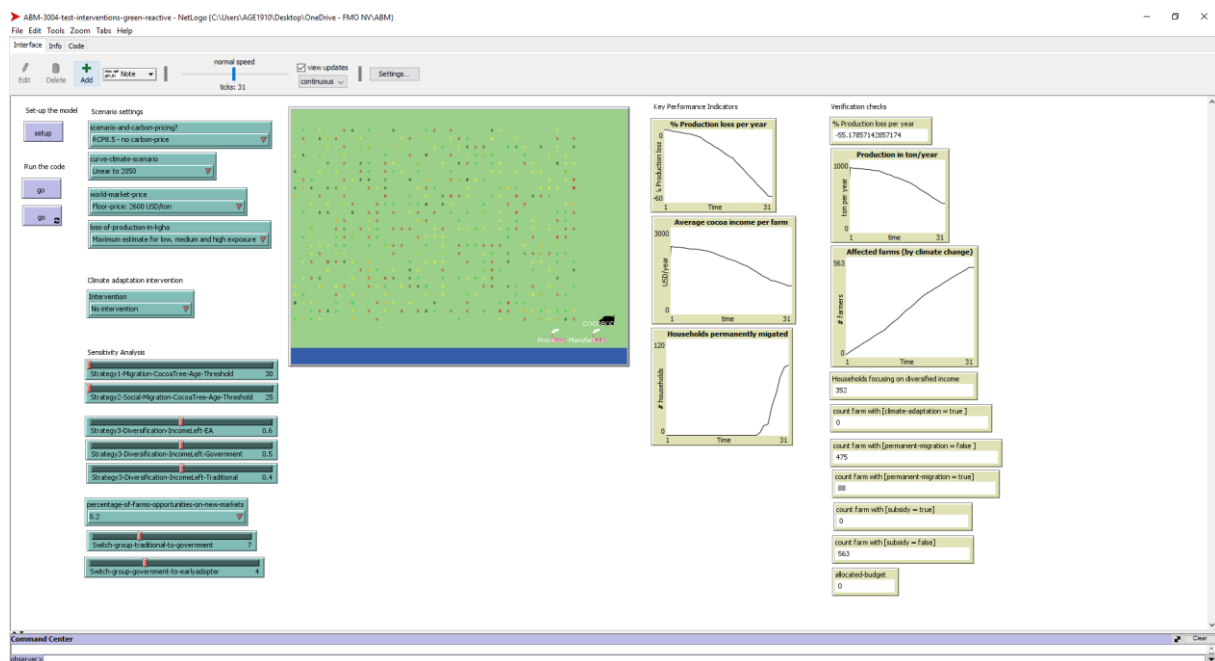 ABM-3004-test-interventions-green-reactive - NetLogo {C:\Users\AGE1910\Desktop\OneDrive - FMO NV\ABM}
File Edit Tools Zoom Tabs Help
Interface Info Code
Edit Delete Add Note
normal speed
ticks: 31
view updates
continuous
Settings...
Set-up the model
setup
Run the code
go
go
Scenario settings
scenario-and-carbon-pricing?
RCP8.5 - no carbon-price
curve-climate-scenario
Linear to 2050
world-market-price
Floor-price: 2600 USD/ton
loss-of-production-in-kgha
Maximum estimate for low, medium and high exposure
Climate adaptation intervention
Intervention
No intervention
Sensitivity Analysis
Strategy1-Migration-CocoaTree-Age-Threshold 30
Strategy2-Social-Migration-CocoaTree-Age-Threshold 25
Strategy3-Diversification-IncomeLeft-EA 0.6
Strategy3-Diversification-IncomeLeft-Government 0.5
Strategy3-Diversification-IncomeLeft-Traditional 0.4
percentage-of-farms-opportunities-on-new-markets
0.2
Switch-group-traditional-to-government 7
Switch-group-government-to-earlyadopter 4
Key Performance Indicators
% Production loss per year
0
% Production loss
-60
1 Time 31
Average cocoa income per farm
3000
USD/year
0
1 time 31
Households permanently migrated
120
# households
0
1 Time 31
Verification checks
% Production loss per year
-55.17857142857174
Production in ton/year
1000
ton per year
0
1 time 31
Affected farms (by climate change)
563
# farmers
0
1 Time 31
Households focusing on diversified income
352
count farm with [climate-adaptation = true ]
0
count farm with [permanent-migration = false ]
475
count farm with [permanent-migration = true]
88
count farm with [subsidy = true]
0
count farm with [subsidy = false]
563
allocated-budget
0
Command Center
Clear
observer>